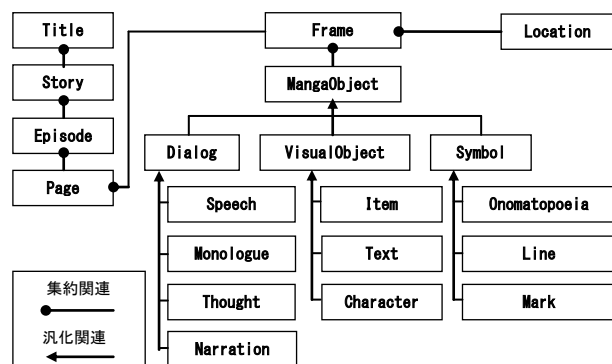 Title
Frame
Location
Story
MangaObject
Episode
Dialog
VisualObject
Symbol
Page
Speech
Item
Onomatopoeia
Monologue
Text
Line
Thought
Character
Mark
Narration
集約関連
汎化関連